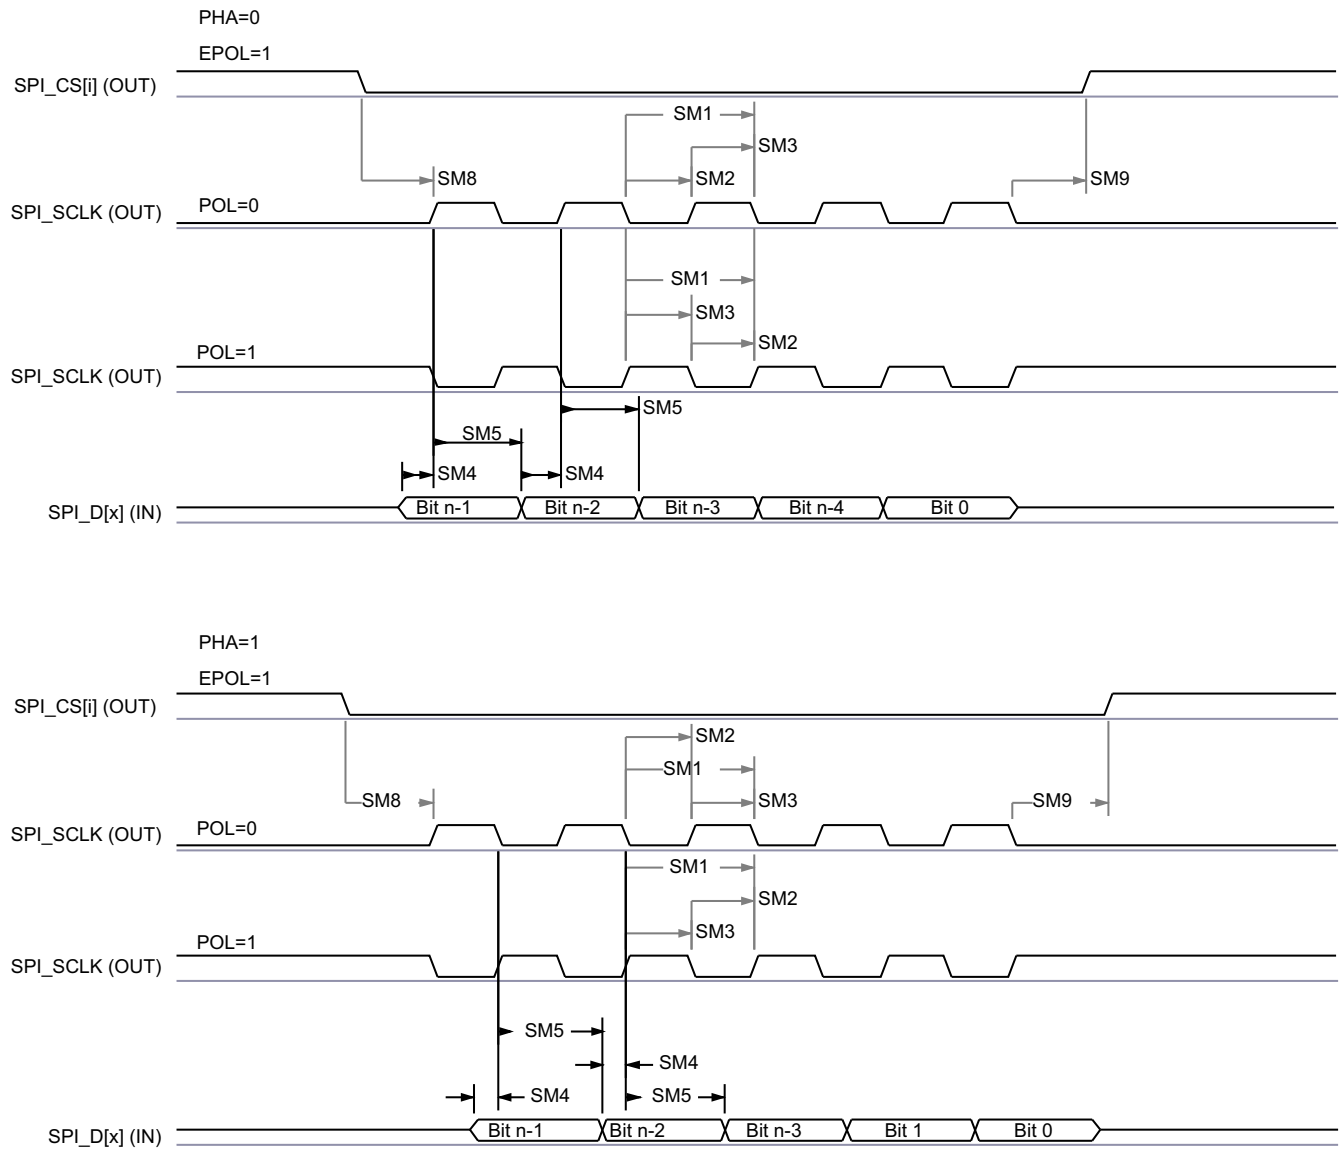 PHA=0
EPOL=1
SPI_CS[i] (OUT)
SM1
SM3
SM8
SM2
SM9
SPI_SCLK (OUT)
POL=0
SM1
SM3
SM2
POL=1
SPI_SCLK (OUT)
SM5
SM5
SM4
SM4
SPI_D[x] (IN)
Bit n-1
Bit n-2
Bit n-3
Bit n-4
Bit 0
PHA=1
EPOL=1
SPI_CS[i] (OUT)
SM2
SM1
SM8
SM3
SM9
SPI_SCLK (OUT)
POL=0
SM1
SM2
SM3
POL=1
SPI_SCLK (OUT)
SM5
SM4
SM4
SM5
SPI_D[x] (IN)
Bit n-1
Bit n-2
Bit n-3
Bit 1
Bit 0